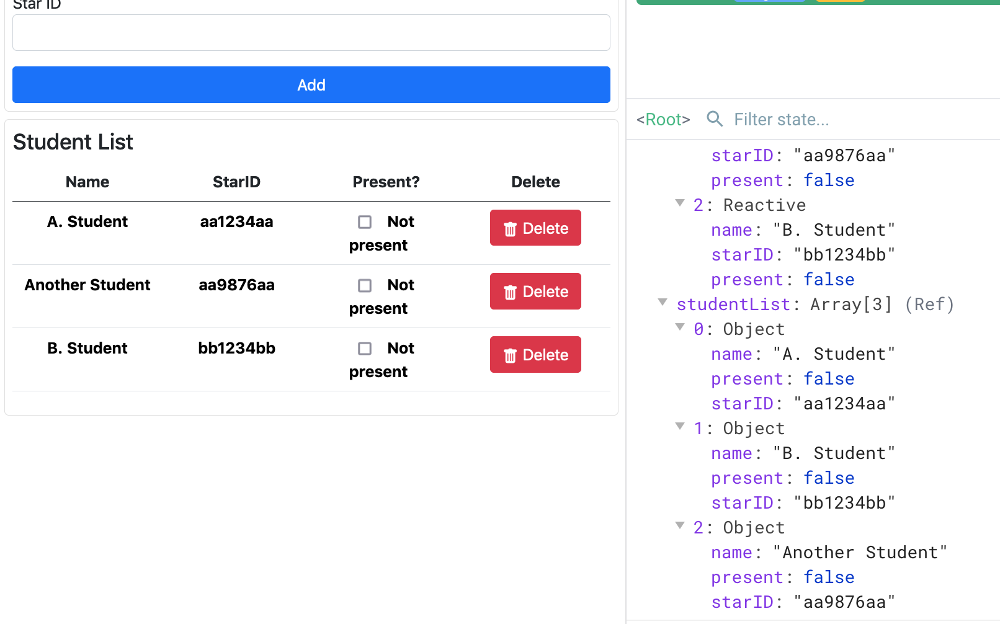 Star ID
Add
Student List
Name StarID Present? Delete
A. Student aa1234aa Not present Delete
Another Student aa9876aa Not present Delete
B. Student bb1234bb Not present Delete
<Root> Filter state...
starID: "aa9876aa"
present: false
2: Reactive
name: "B. Student"
starID: "bb1234bb"
present: false
studentList: Array[3] (Ref)
0: Object
name: "A. Student"
present: false
starID: "aa1234aa"
1: Object
name: "B. Student"
present: false
starID: "bb1234bb"
2: Object
name: "Another Student"
present: false
starID: "aa9876aa"